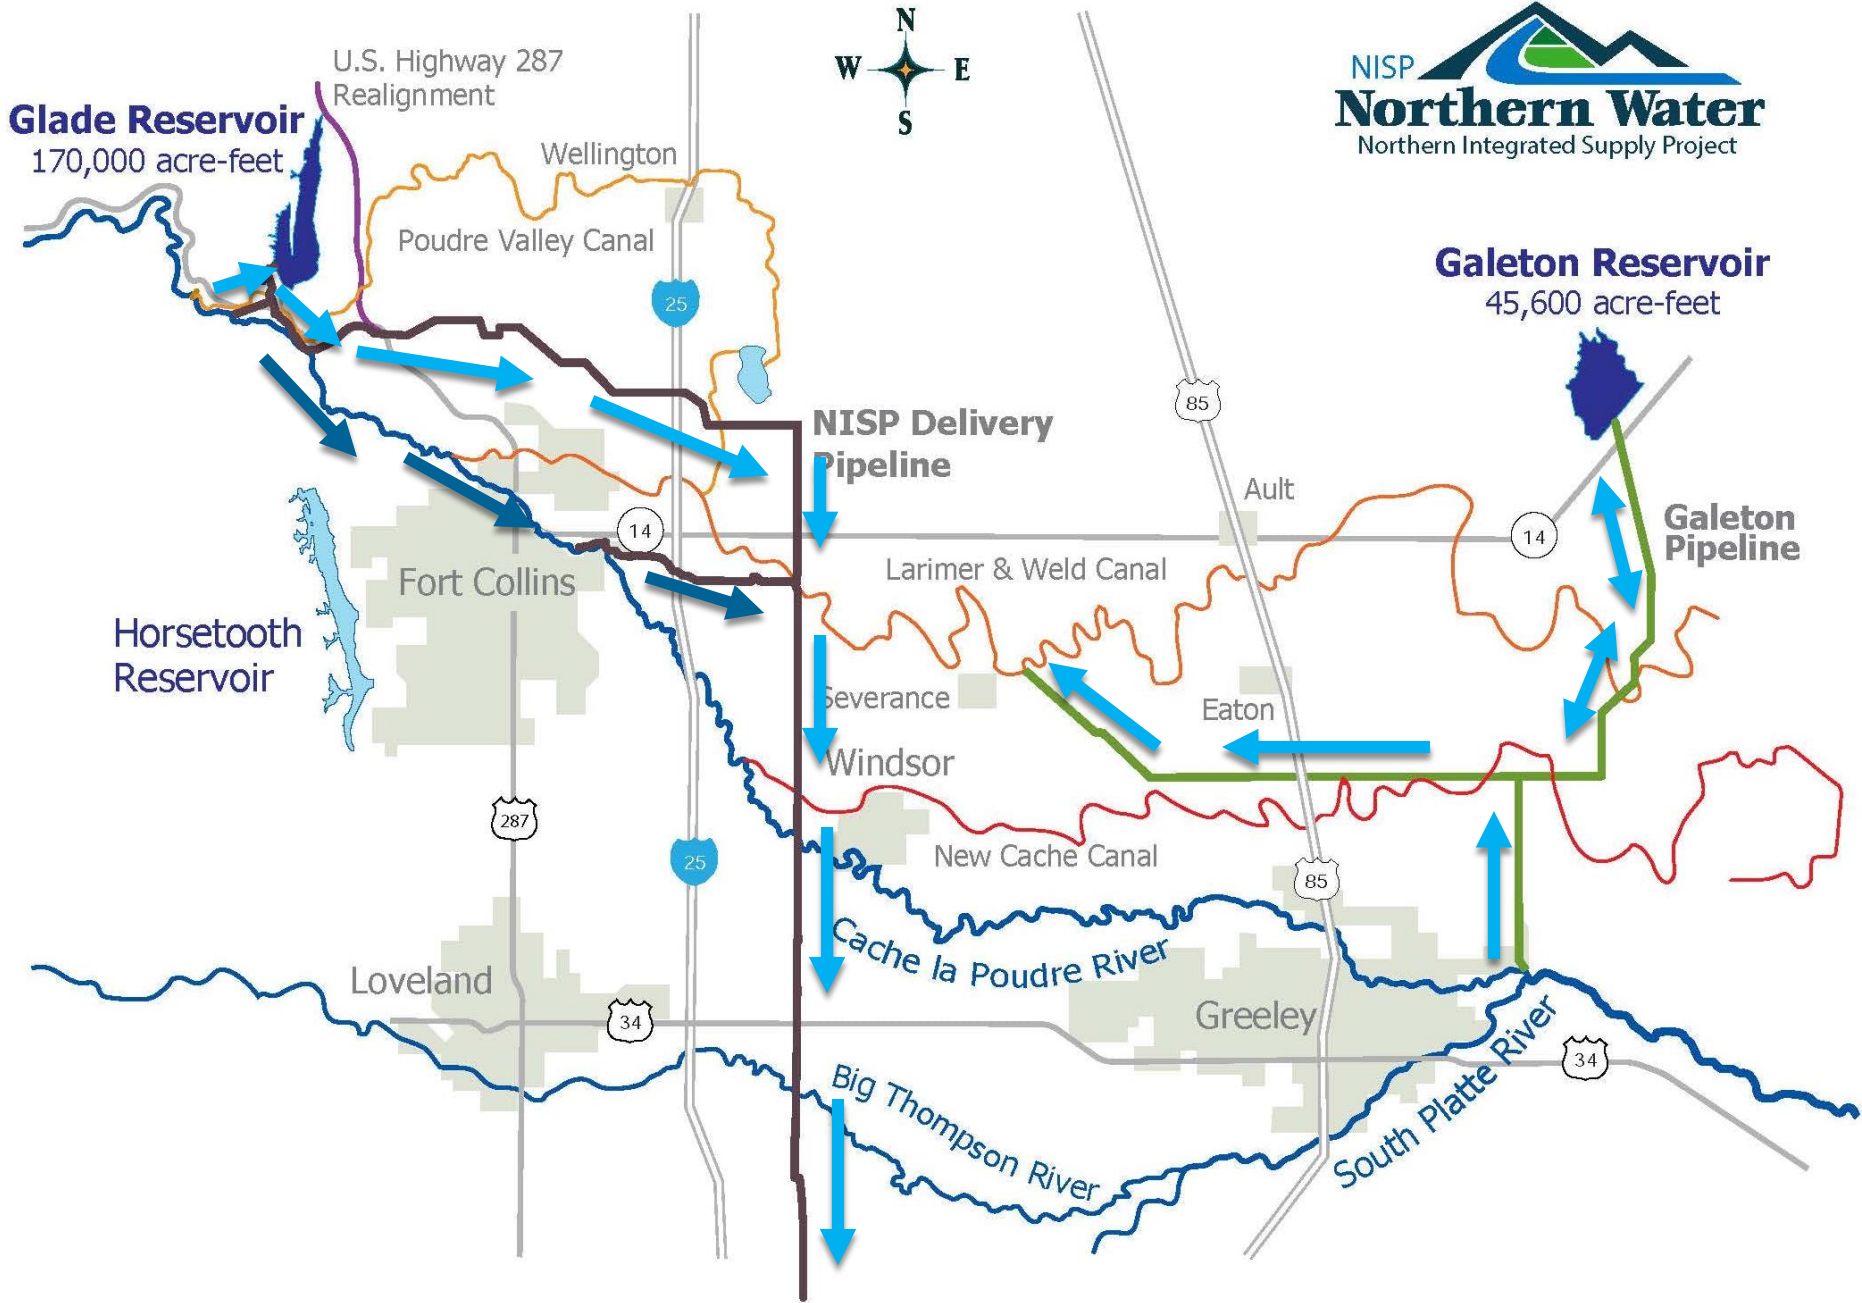 N
W
E
S
NISP
Northern Water
Northern Integrated Supply Project
U.S. Highway 287
Realignment
Glade Reservoir
170,000 acre-feet
Wellington
Poudre Valley Canal
25
Galeton Reservoir
45,600 acre-feet
85
NISP Delivery
Pipeline
Ault
14
14
Galeton
Pipeline
Larimer & Weld Canal
Fort Collins
Horsetooth
Reservoir
Severance
Eaton
Windsor
287
25
New Cache Canal
85
Cache la Poudre River
Loveland
34
Greeley
34
Big Thompson River
South Platte River